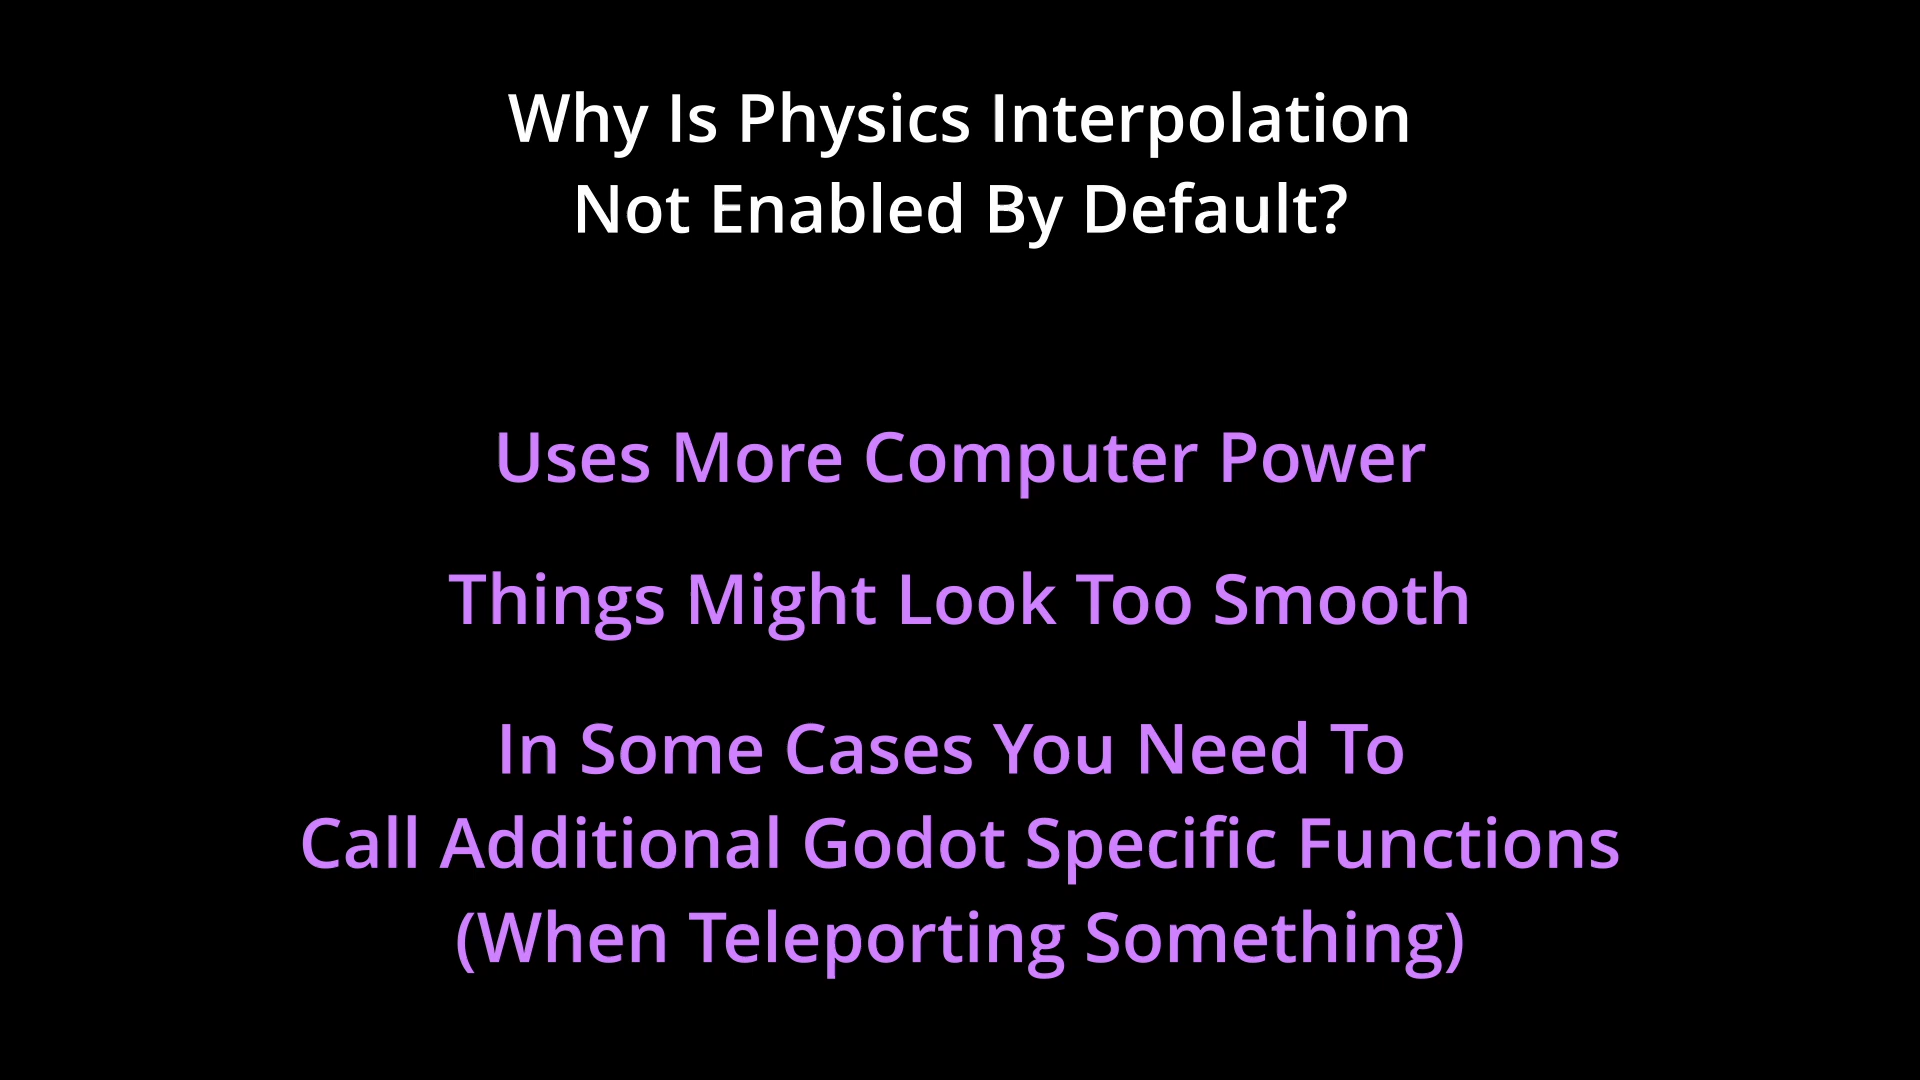 Why Is Physics Interpolation
Not Enabled By Default?
Uses More Computer Power
Things Might Look Too Smooth
In Some Cases You Need To
Call Additional Godot Specific Functions
(When Teleporting Something)